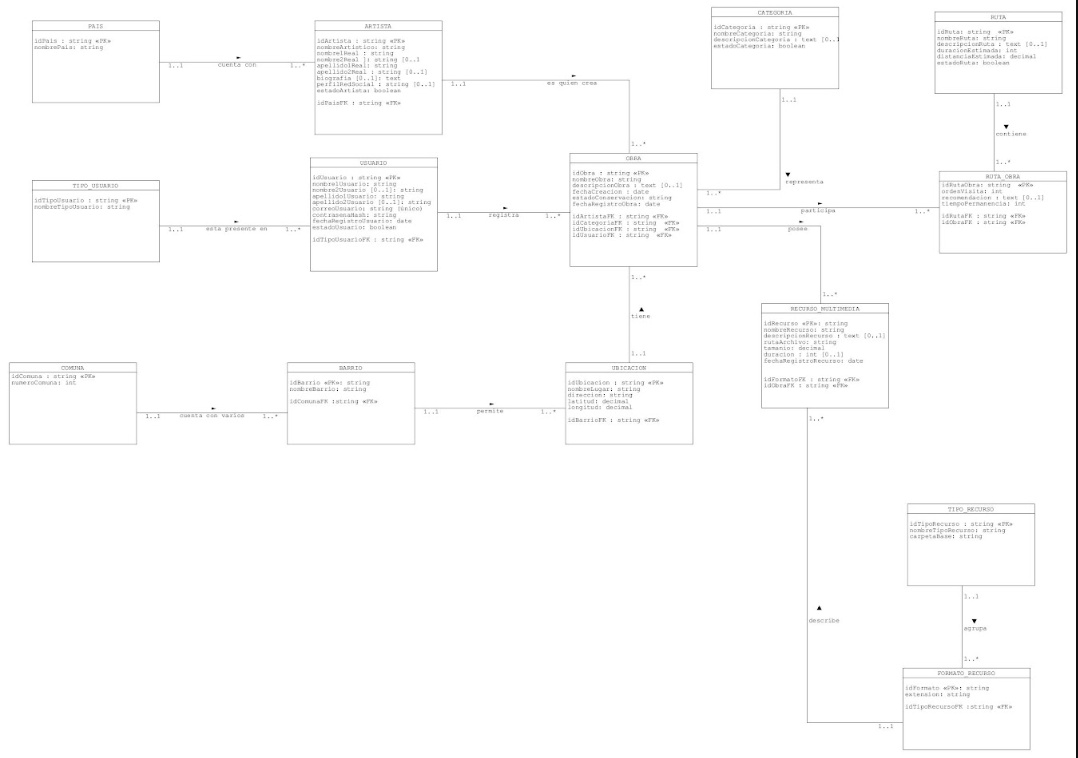 PAIS
idPais : string «PK»
nombrePais: string
1..1
cuenta con
1..*
ARTISTA
idArtista : string «PK»
nombreArtistico: string
nombre1Real : string
nombre2Real ]: string [0..1
apellido1Real: string
apellido2Real : string [0..1]
biografia [0..1]: text
perfilRedSocial : string [0..1]
estadoArtista: boolean
idPaisFK : string «FK»
1..1
es quien crea
1..*
CATEGORIA
idCategoria : string «PK»
nombreCategoria: string
descripcionCategoria : text [0..1
estadoCategoria: boolean
1..1
representa
1..*
RUTA
idRuta: string «PK»
nombreRuta: string
descripcionRuta : text [0..1]
duracionEstimada: int
distanciaEstimada: decimal
estadoRuta: boolean
1..1
contiene
1..*
TIPO_USUARIO
idTipoUsuario : string «PK»
nombreTipoUsuario: string
1..1
esta presente en
1..*
USUARIO
idUsuario : string «PK»
nombre1Usuario: string
nombre2Usuario [0..1]: string
apellido1Usuario: string
apellido2Usuario [0..1]: string
correoUsuario: string (único)
contrasenaHash: string
fechaRegistroUsuario: date
estadoUsuario: boolean
idTipoUsuarioFK : string «FK»
1..1
registra
1..*
OBRA
idObra : string «PK»
nombreObra: string
descripcionObra : text [0..1]
fechaCreacion : date
estadoConservacion: string
fechaRegistroObra: date
idArtistaFK : string «FK»
idCategoriaFK : string «FK»
idUbicacionFK : string «FK»
idUsuarioFK : string «FK»
1..1
participa
1..*
RUTA_OBRA
idRutaObra: string «PK»
ordenVisita: int
recomendacion : text [0..1]
tiempoPermanencia: int
idRutaFK : string «FK»
idObraFK : string «FK»
1..1
posee
1..*
1..*
tiene
1..1
RECURSO_MULTIMEDIA
idRecurso «PK»: string
nombreRecurso: string
descripcionRecurso : text [0..1]
rutaArchivo: string
tamanio: decimal
duracion : int [0..1]
fechaRegistroRecurso: date
idFormatoFK : string «FK»
idObraFK : string «FK»
COMUNA
idComuna : string «PK»
numeroComuna: int
1..1
cuenta con varios
1..*
BARRIO
idBarrio «PK»: string
nombreBarrio: string
idComunaFK :string «FK»
1..1
permite
1..*
UBICACION
idUbicacion : string «PK»
nombreLugar: string
direccion: string
latitud: decimal
longitud: decimal
idBarrioFK : string «FK»
1..*
describe
1..1
TIPO_RECURSO
idTipoRecurso : string «PK»
nombreTipoRecurso: string
carpetaBase: string
1..1
agrupa
1..*
FORMATO_RECURSO
idFormato «PK»: string
extension: string
idTipoRecursoFK :string «FK»